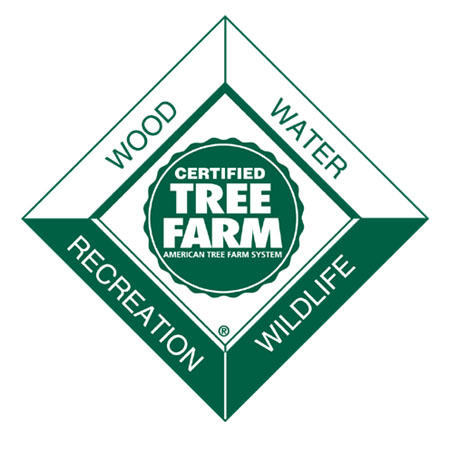 WOOD
WATER
CERTIFIED
TREE
FARM
AMERICAN TREE FARM SYSTEM
®
RECREATION
WILDLIFE